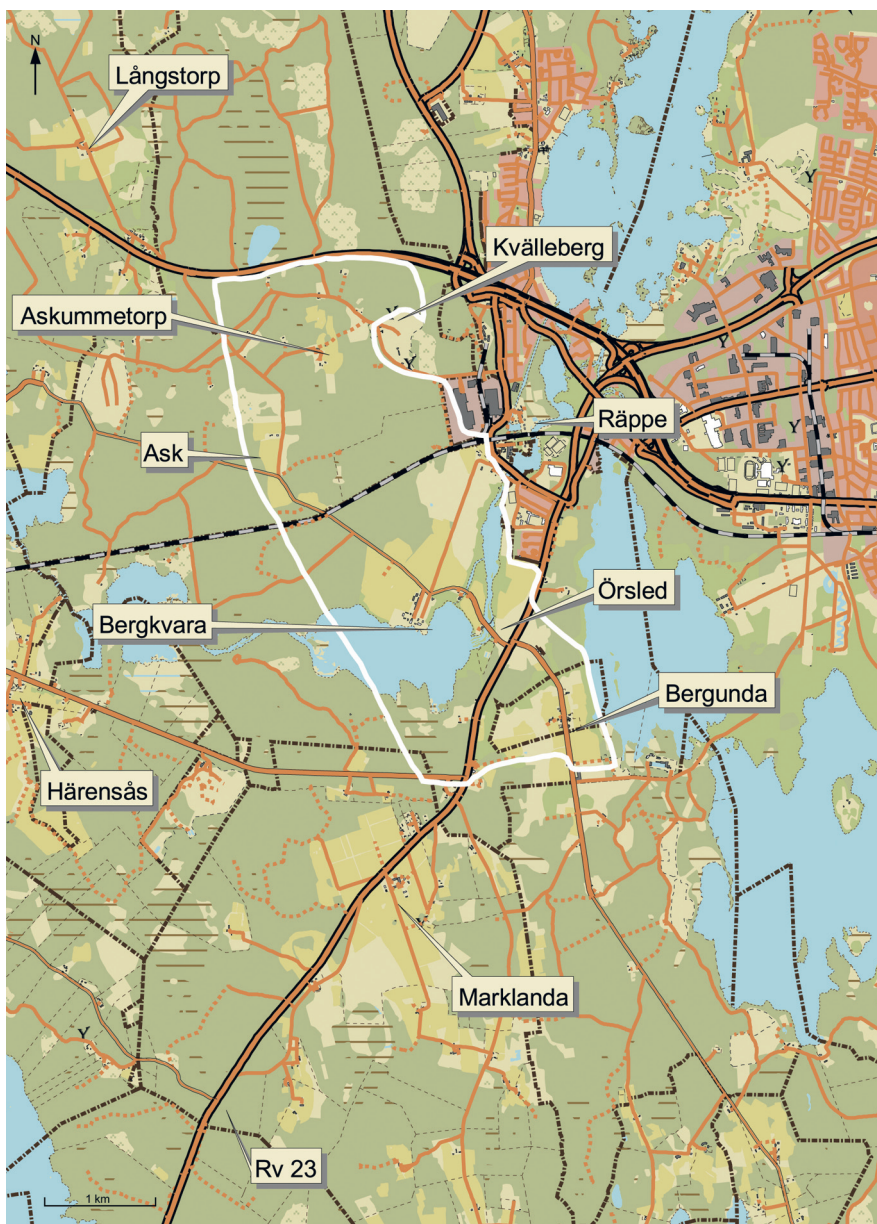 N
Långstorp
Kvälleberg
Askummetorp
Räppe
Ask
Örsled
Bergkvara
Bergunda
Härensås
Marklanda
Rv 23
1 km